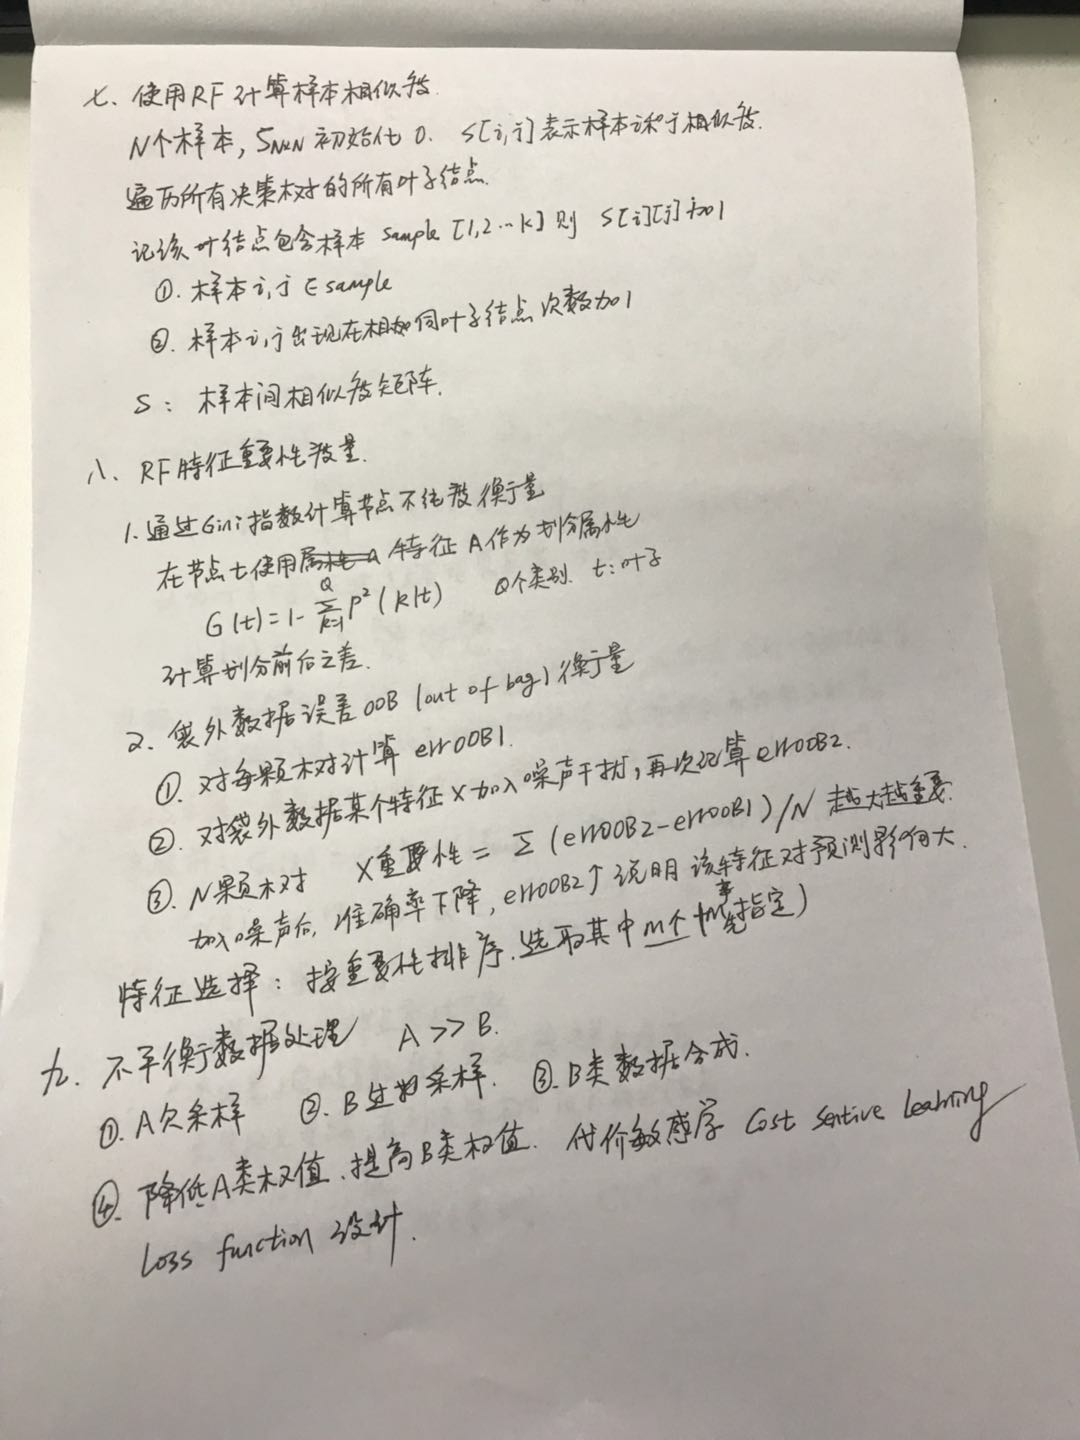 七、使用RF计算样本相似度.
N个样本, S_{N×N} 初始化 0. S[i,j]表示样本i和j相似度.
遍历所有决策树的所有叶子结点.
记该叶结点包含样本 sample [1,2…k] 则 S[i][j]加1
①. 样本i,j ∈ sample
②. 样本i,j出现在相同叶子结点次数加1
S: 样本间相似度矩阵.
八、RF特征重要性度量.
1.通过Gini指数计算节点不纯度衡量
在节点t使用特征A作为划分属性
G(t)=1-\sum_{k=1}^{Q} p²(k|t) Q个类别. t:叶子
计算划分前后之差.
2、袋外数据误差OOB (out of bag) 衡量
①. 对每颗树计算 errOOB1.
②. 对袋外数据某个特征X加入噪声干扰,再次计算errOOB2.
③. N颗树 X重要性= Σ(errOOB2-errOOB1)/N 越大越重要.
加入噪声后, 准确率下降, errOOB2↑ 说明该特征对预测影响大.
特征选择: 按重要性排序.选取其中m个(m事先指定)
九、不平衡数据处理 A>>B.
①. A欠采样 ②. B过采样. ③. B类数据合成.
④. 降低A类权值.提高B类权值. 代价敏感学 Cost sentive learning
Loss function 设计.